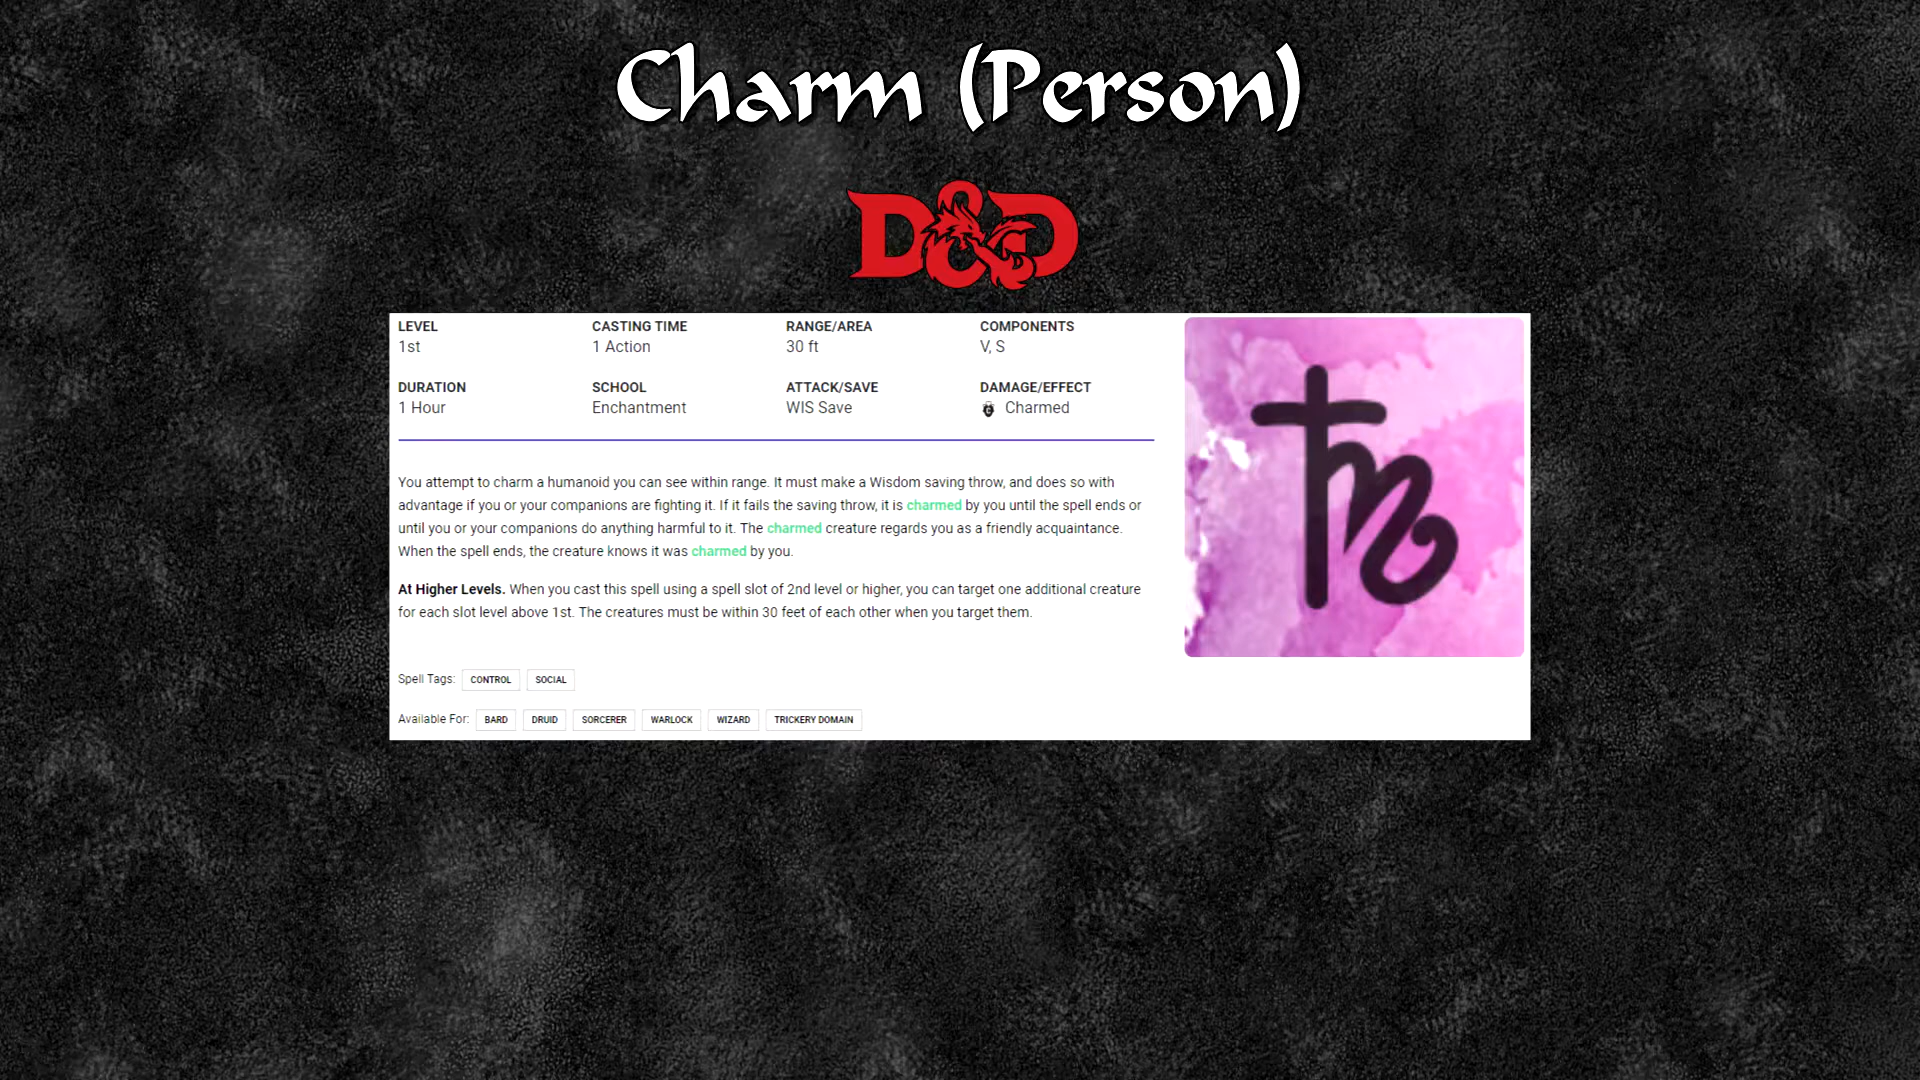 Charm (Person)
D&D
LEVEL CASTING TIME RANGE/AREA COMPONENTS
1st 1 Action 30 ft V, S
DURATION SCHOOL ATTACK/SAVE DAMAGE/EFFECT
1 Hour Enchantment WIS Save Charmed
You attempt to charm a humanoid you can see within range. It must make a Wisdom saving throw, and does so with
advantage if you or your companions are fighting it. If it fails the saving throw, it is charmed by you until the spell ends or
until you or your companions do anything harmful to it. The charmed creature regards you as a friendly acquaintance.
When the spell ends, the creature knows it was charmed by you.
At Higher Levels. When you cast this spell using a spell slot of 2nd level or higher, you can target one additional creature
for each slot level above 1st. The creatures must be within 30 feet of each other when you target them.
Spell Tags: CONTROL SOCIAL
Available For: BARD DRUID SORCERER WARLOCK WIZARD TRICKERY DOMAIN